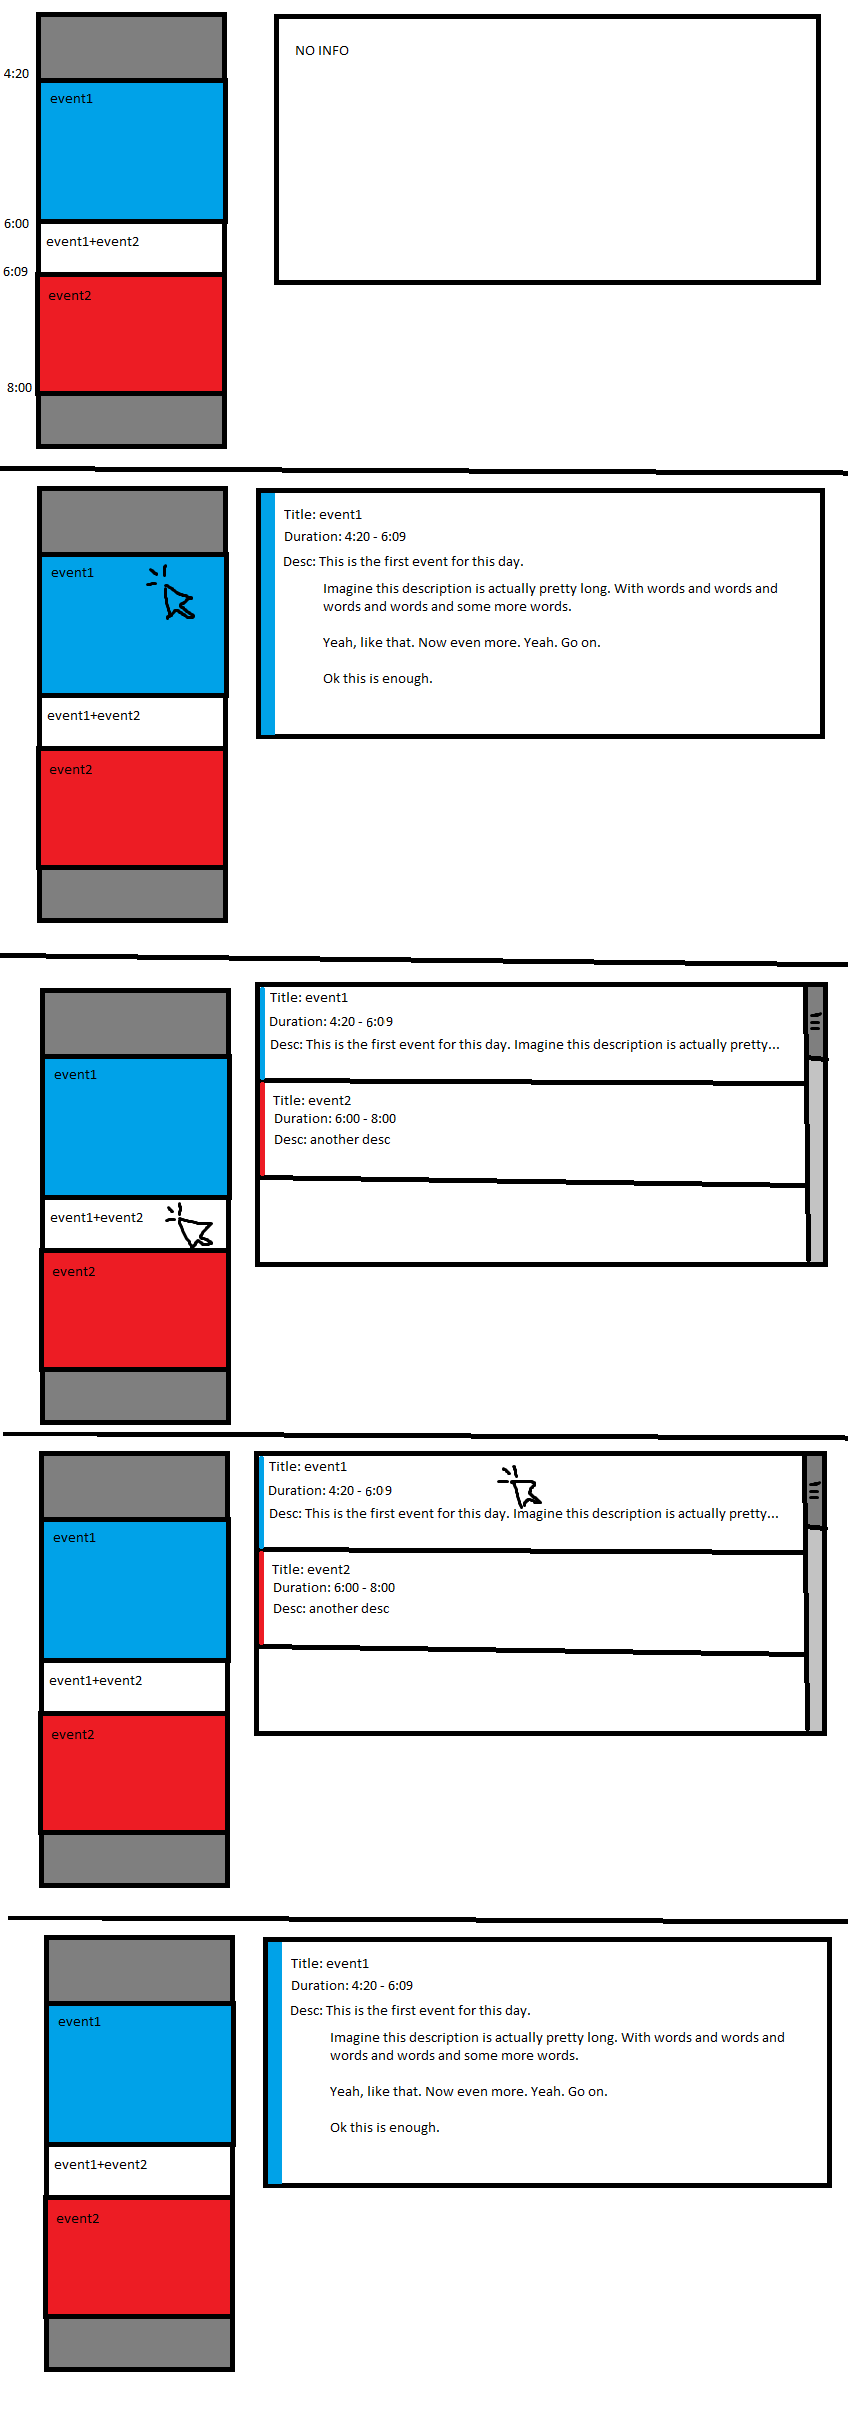 NO INFO
4:20
event1
6:00
event1+event2
6:09
event2
8:00
Title: event1
Duration: 4:20 - 6:09
Desc: This is the first event for this day.
Imagine this description is actually pretty long. With words and words and
words and words and some more words.
Yeah, like that. Now even more. Yeah. Go on.
Ok this is enough.
event1
event1+event2
event2
Title: event1
Duration: 4:20 - 6:09
Desc: This is the first event for this day. Imagine this description is actually pretty...
Title: event2
Duration: 6:00 - 8:00
Desc: another desc
event1
event1+event2
event2
Title: event1
Duration: 4:20 - 6:09
Desc: This is the first event for this day. Imagine this description is actually pretty...
Title: event2
Duration: 6:00 - 8:00
Desc: another desc
event1
event1+event2
event2
Title: event1
Duration: 4:20 - 6:09
Desc: This is the first event for this day.
Imagine this description is actually pretty long. With words and words and
words and words and some more words.
Yeah, like that. Now even more. Yeah. Go on.
Ok this is enough.
event1
event1+event2
event2